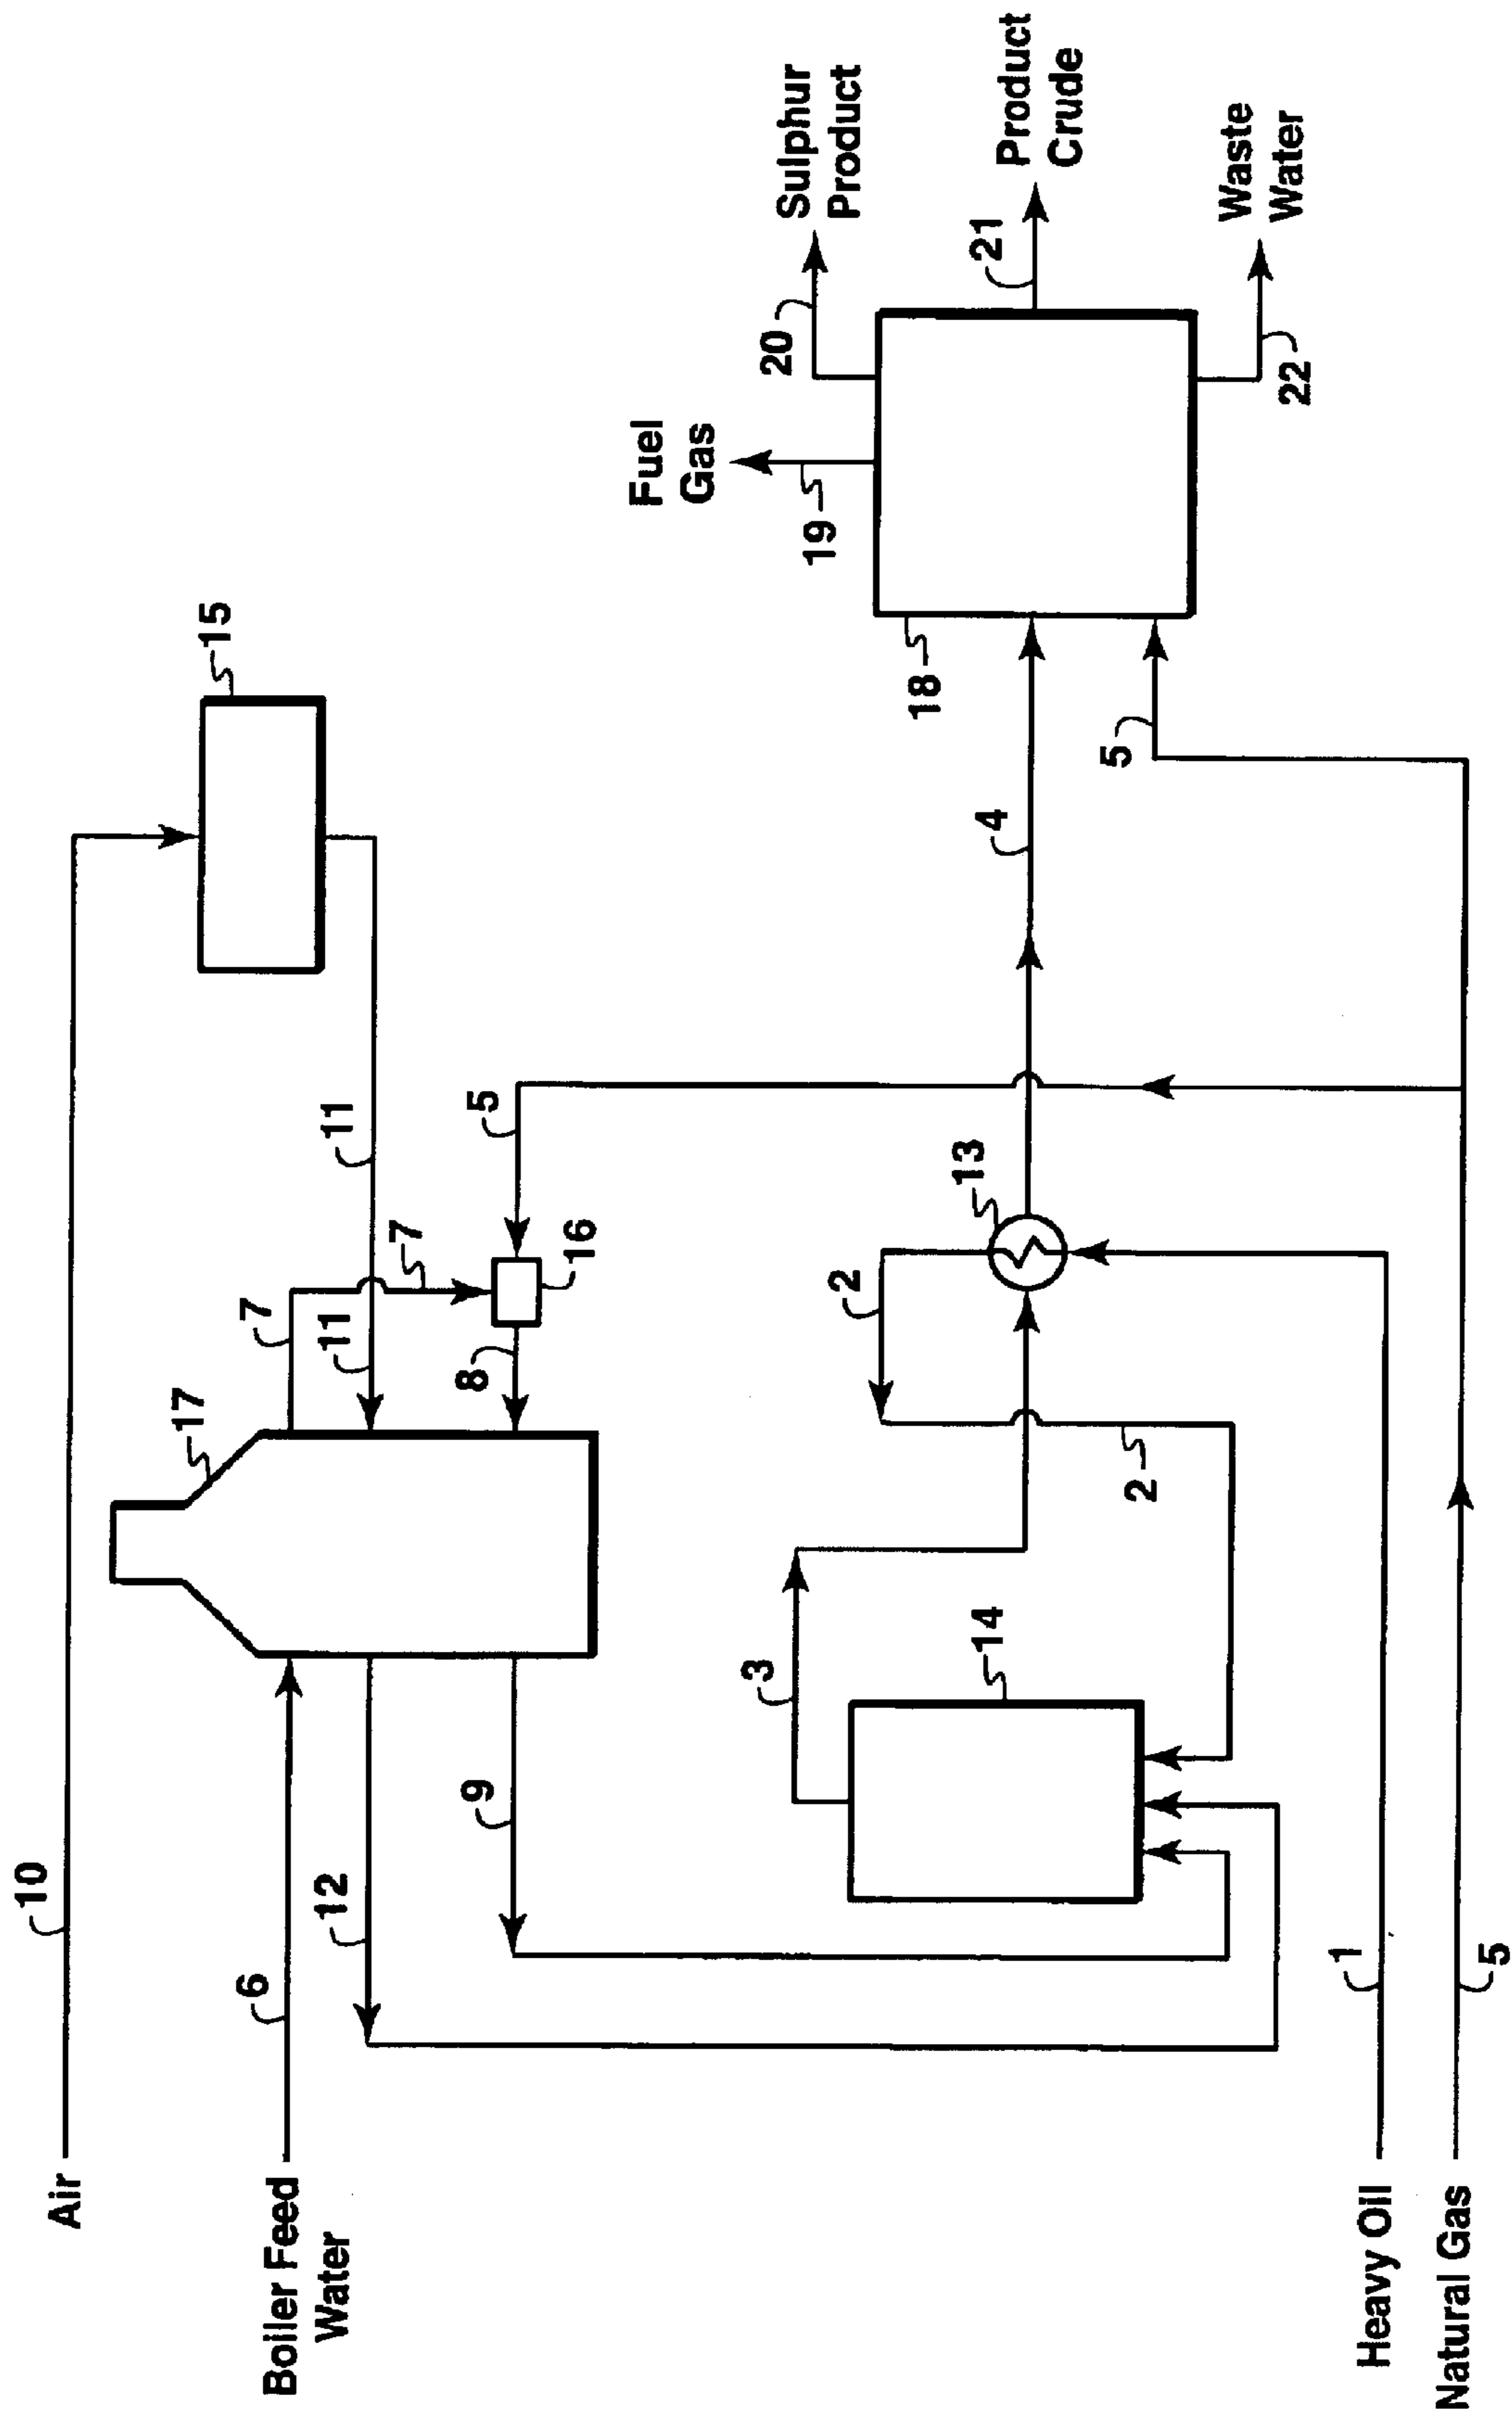 Air
10
15
Boiler Feed
Water
6
17
7
7
11
11
12
9
8
16
5
Fuel
Gas
19
20
Sulphur
Product
18
21
Product
Crude
22
Waste
Water
3
14
2
2
13
4
5
Heavy Oil
1
Natural Gas
5